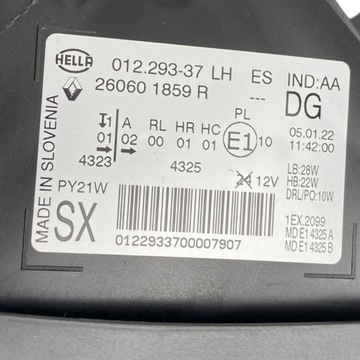 HELLA 012.293-37 LH ES IND:AA
26060 1859 R --- DG
PL
1 A RL HR HC E1 10 05.01.22
01 02 00 01 01 11:42:00
4323 4325
24 12V LB:28W
HB:22W
DRL/PO:10W
MADE IN SLOVENIA
PY21W
SX
0122933700007907
1EX.2099
MD E1 4325 A
MD E1 4325 B